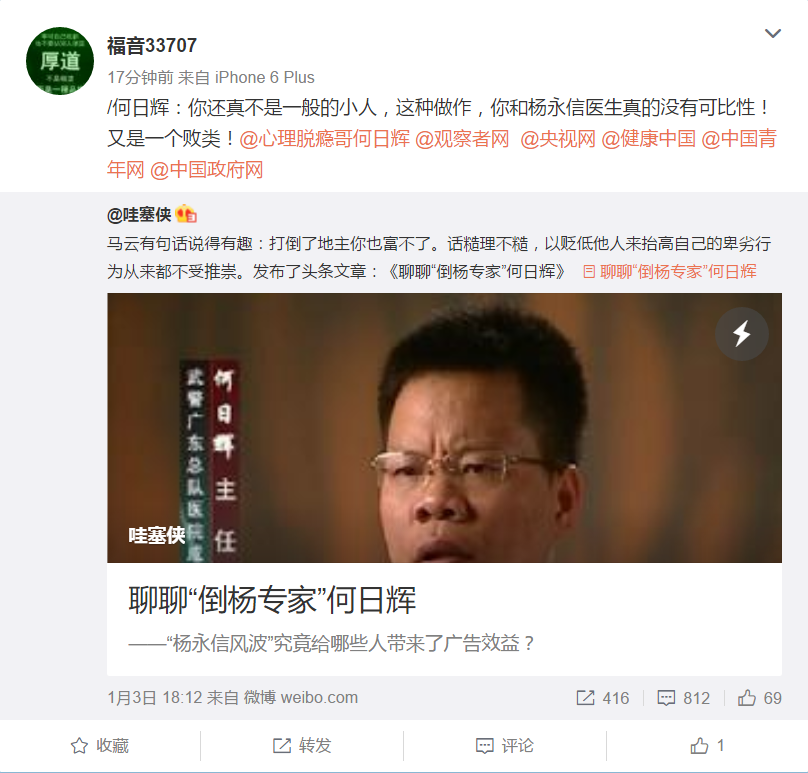 厚道
福音33707
17分钟前 来自 iPhone 6 Plus
/何日辉：你还真不是一般的小人，这种做作，你和杨永信医生真的没有可比性！
又是一个败类！@心理脱瘾哥何日辉 @观察者网 @央视网 @健康中国 @中国青
年网 @中国政府网
@哇塞侠
马云有句话说得有趣：打倒了地主你也富不了。话糙理不糙，以贬低他人来抬高自己的卑劣行
为从来都不受推崇。发布了头条文章：《聊聊“倒杨专家”何日辉》 聊聊“倒杨专家”何日辉
何日辉 主任
武警广东总队医院
哇塞侠
聊聊“倒杨专家”何日辉
——“杨永信风波”究竟给哪些人带来了广告效益？
1月3日 18:12 来自 微博 weibo.com
416 812 69
收藏 转发 评论 1